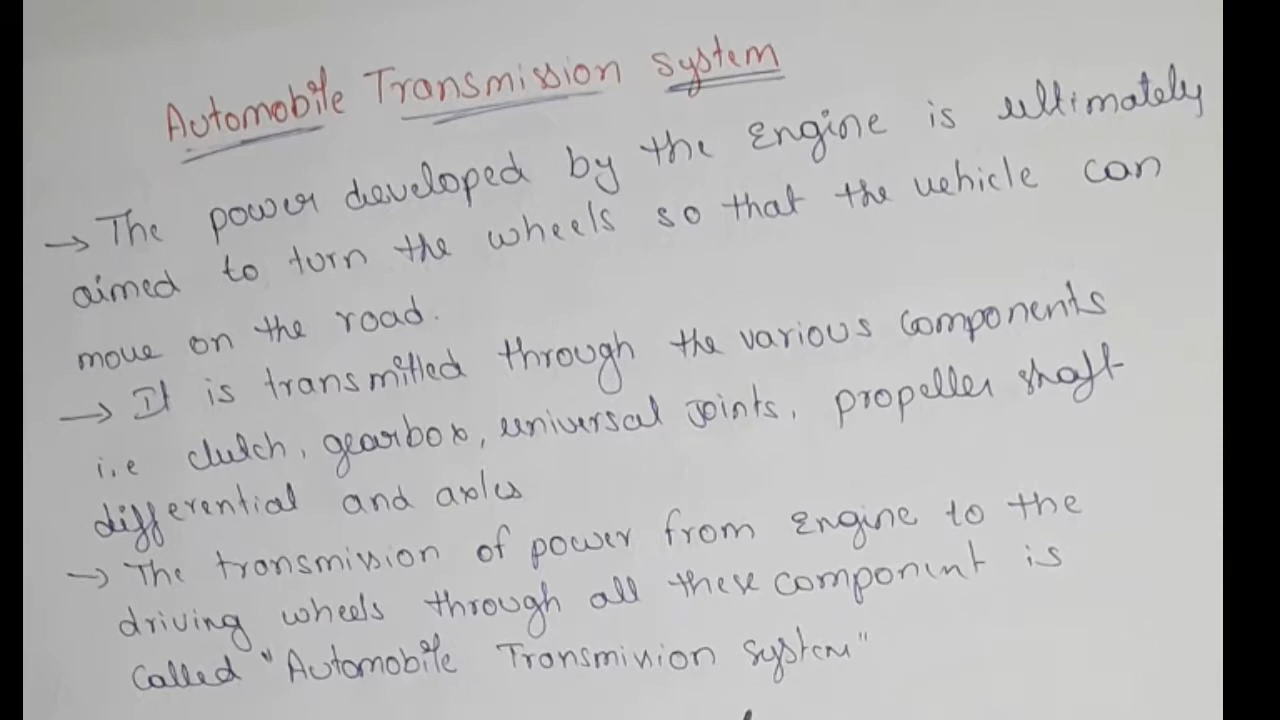 Automobile Transmission System
→ The power developed by the Engine is ultimately
aimed to turn the wheels so that the vehicle can
move on the road.
→ It is transmitted through the various components
i.e clutch, gearbox, universal joints, propeller shaft
differential and axles
→ The transmission of power from Engine to the
driving wheels through all these component is
called "Automobile Transmission System"